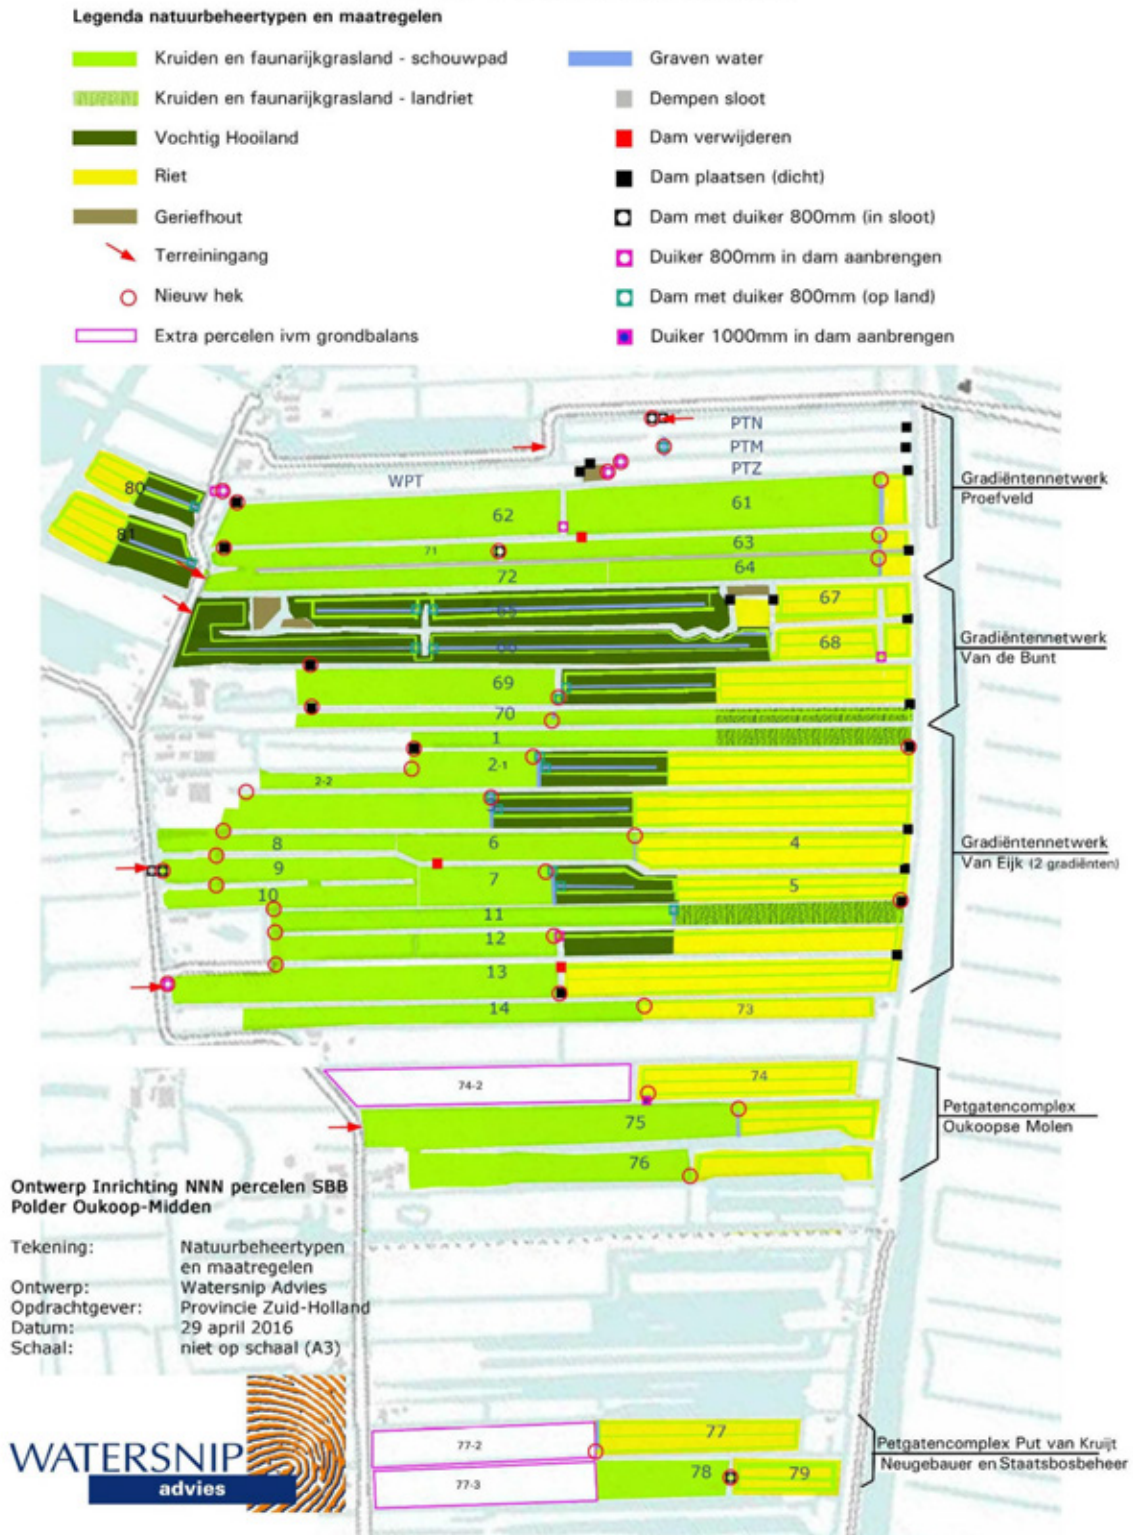 Legenda natuurbeheertypen en maatregelen
Kruiden en faunarijkgrasland - schouwpad
Kruiden en faunarijkgrasland - landriet
Vochtig Hooiland
Riet
Geriefhout
Terreiningang
Nieuw hek
Extra percelen ivm grondbalans
Graven water
Dempen sloot
Dam verwijderen
Dam plaatsen (dicht)
Dam met duiker 800mm (in sloot)
Duiker 800mm in dam aanbrengen
Dam met duiker 800mm (op land)
Duiker 1000mm in dam aanbrengen
PTN
PTM
PTZ
WPT
80
81
62
61
71
63
72
64
67
68
69
70
1
2-1
2-2
8
6
4
9
7
5
10
11
12
13
14
73
74-2
74
75
76
77-2
77
77-3
78
79
Gradiëntennetwerk
Proefveld
Gradiëntennetwerk
Van de Bunt
Gradiëntennetwerk
Van Eijk (2 gradiënten)
Petgatencomplex
Oukoopse Molen
Petgatencomplex Put van Kruijt
Neugebauer en Staatsbosbeheer
Ontwerp Inrichting NNN percelen SBB
Polder Oukoop-Midden
Tekening: Natuurbeheertypen
en maatregelen
Ontwerp: Watersnip Advies
Opdrachtgever: Provincie Zuid-Holland
Datum: 29 april 2016
Schaal: niet op schaal (A3)
WATERSNIP
advies